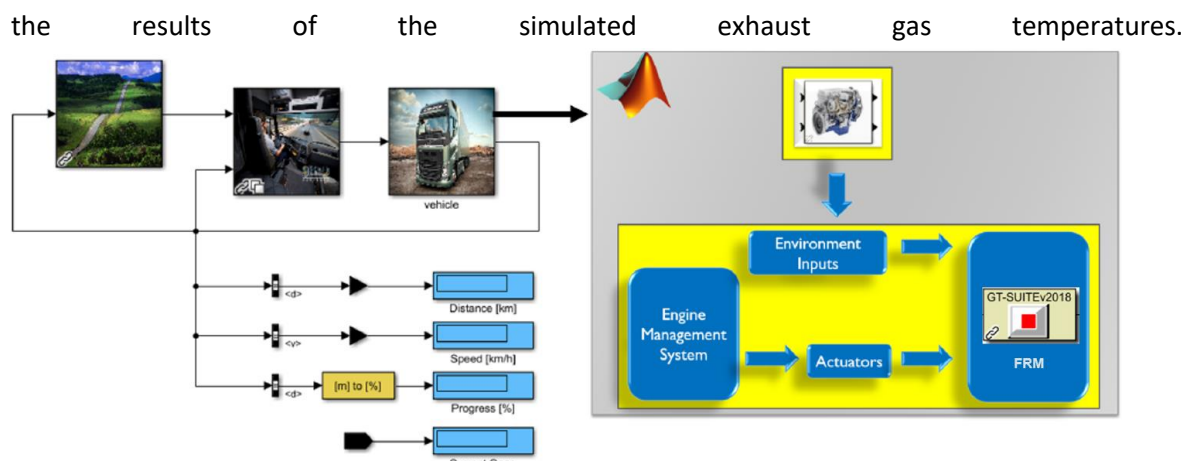 the results of the simulated exhaust gas temperatures.
vehicle
<d>
Distance [km]
<v>
Speed [km/h]
<d>
[m] to [%]
Progress [%]
Environment
Inputs
Engine
Management
System
Actuators
GT-SUITEv2018
FRM